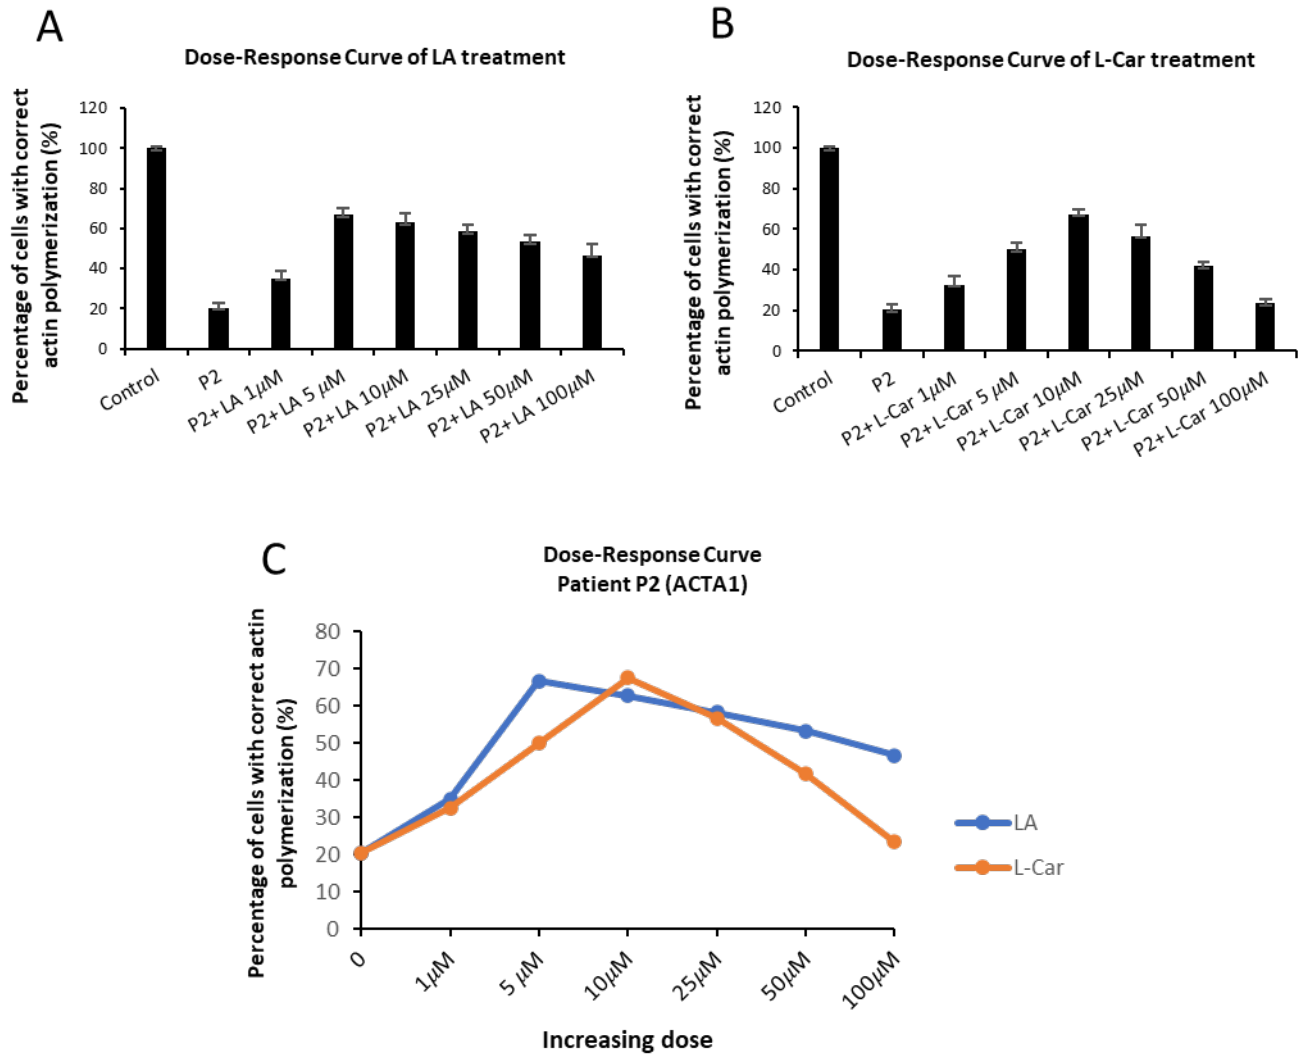 A
Dose-Response Curve of LA treatment
Percentage of cells with correct
actin polymerization (%)
120
100
80
60
40
20
0
Control
P2
P2+ LA 1μM
P2+ LA 5 μM
P2+ LA 10μM
P2+ LA 25μM
P2+ LA 50μM
P2+ LA 100μM
B
Dose-Response Curve of L-Car treatment
Percentage of cells with correct
actin polymerization (%)
120
100
80
60
40
20
0
Control
P2
P2+ L-Car 1μM
P2+ L-Car 5 μM
P2+ L-Car 10μM
P2+ L-Car 25μM
P2+ L-Car 50μM
P2+ L-Car 100μM
C
Dose-Response Curve
Patient P2 (ACTA1)
Percentage of cells with correct actin
polymerization (%)
80
70
60
50
40
30
20
10
0
0
1μM
5 μM
10μM
25μM
50μM
100μM
Increasing dose
LA
L-Car